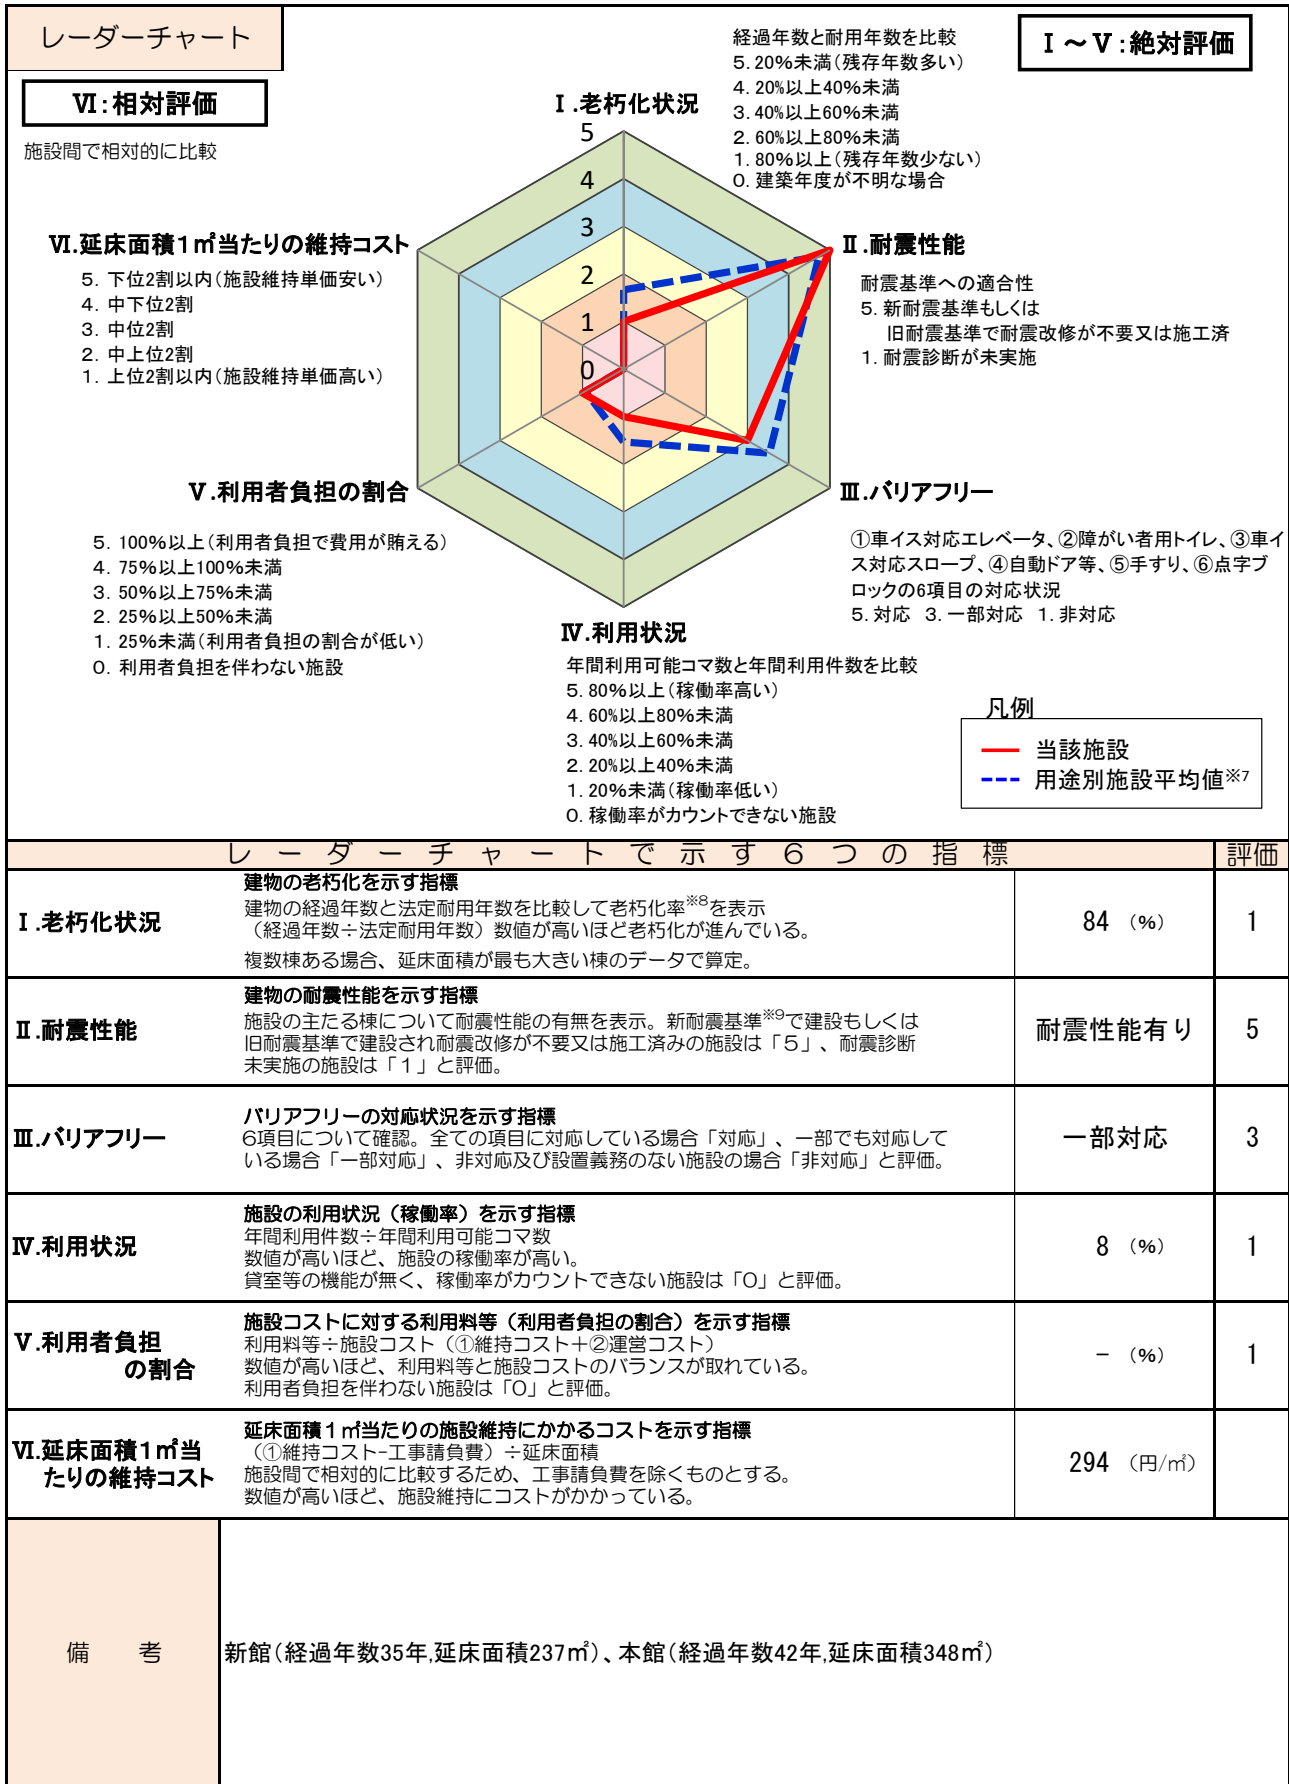 レーダーチャート
Ⅰ～Ⅴ:絶対評価
Ⅵ:相対評価
施設間で相対的に比較
Ⅰ.老朽化状況
経過年数と耐用年数を比較
5.20%未満(残存年数多い)
4.20%以上40%未満
3.40%以上60%未満
2.60%以上80%未満
1.80%以上(残存年数少ない)
0.建築年度が不明な場合
5
4
3
2
1
0
Ⅱ.耐震性能
耐震基準への適合性
5.新耐震基準もしくは
旧耐震基準で耐震改修が不要又は施工済
1.耐震診断が未実施
Ⅵ.延床面積1㎡当たりの維持コスト
5.下位2割以内(施設維持単価安い)
4.中下位2割
3.中位2割
2.中上位2割
1.上位2割以内(施設維持単価高い)
Ⅲ.バリアフリー
①車イス対応エレベータ、②障がい者用トイレ、③車イ
ス対応スロープ、④自動ドア等、⑤手すり、⑥点字ブ
ロックの6項目の対応状況
5.対応 3.一部対応 1.非対応
Ⅴ.利用者負担の割合
5.100%以上(利用者負担で費用が賄える)
4.75%以上100%未満
3.50%以上75%未満
2.25%以上50%未満
1.25%未満(利用者負担の割合が低い)
0.利用者負担を伴わない施設
Ⅳ.利用状況
年間利用可能コマ数と年間利用件数を比較
5.80%以上(稼働率高い)
4.60%以上80%未満
3.40%以上60%未満
2.20%以上40%未満
1.20%未満(稼働率低い)
0.稼働率がカウントできない施設
凡例
当該施設
用途別施設平均値※7
レーダーチャートで示す6つの指標 評価
建物の老朽化を示す指標
Ⅰ.老朽化状況 建物の経過年数と法定耐用年数を比較して老朽化率※8を表示 84 (%) 1
(経過年数÷法定耐用年数)数値が高いほど老朽化が進んでいる。
複数棟ある場合、延床面積が最も大きい棟のデータで算定。
建物の耐震性能を示す指標
Ⅱ.耐震性能 施設の主たる棟について耐震性能の有無を表示。新耐震基準※9で建設もしくは 耐震性能有り 5
旧耐震基準で建設され耐震改修が不要又は施工済みの施設は「5」、耐震診断
未実施の施設は「1」と評価。
バリアフリーの対応状況を示す指標
Ⅲ.バリアフリー 6項目について確認。全ての項目に対応している場合「対応」、一部でも対応して 一部対応 3
いる場合「一部対応」、非対応及び設置義務のない施設の場合「非対応」と評価。
施設の利用状況(稼働率)を示す指標
Ⅳ.利用状況 年間利用件数÷年間利用可能コマ数 8 (%) 1
数値が高いほど、施設の稼働率が高い。
貸室等の機能が無く、稼働率がカウントできない施設は「0」と評価。
施設コストに対する利用料等(利用者負担の割合)を示す指標
Ⅴ.利用者負担 利用料等÷施設コスト(①維持コスト+②運営コスト) - (%) 1
の割合 数値が高いほど、利用料等と施設コストのバランスが取れている。
利用者負担を伴わない施設は「0」と評価。
延床面積1㎡当たりの施設維持にかかるコストを示す指標
Ⅵ.延床面積1㎡当 (①維持コスト-工事請負費)÷延床面積 294 (円/㎡)
たりの維持コスト 施設間で相対的に比較するため、工事請負費を除くものとする。
数値が高いほど、施設維持にコストがかかっている。
備 考 新館(経過年数35年,延床面積237㎡)、本館(経過年数42年,延床面積348㎡)